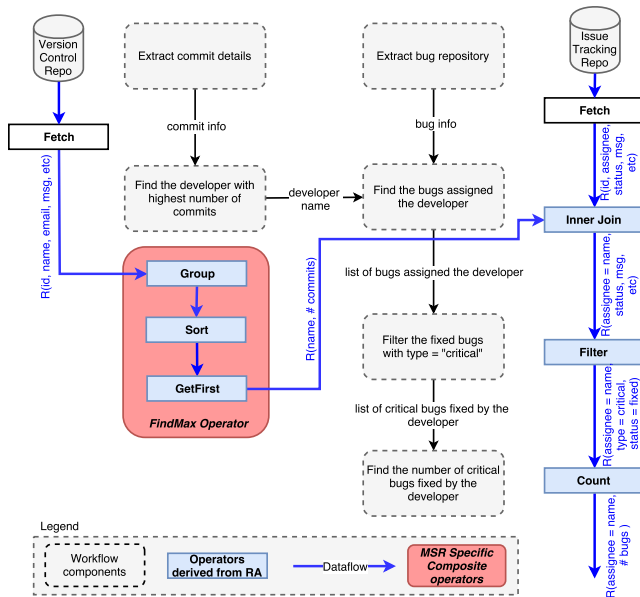 Version
Control
Repo
Extract commit details
Extract bug repository
Issue
Tracking
Repo
Fetch
commit info
bug info
Fetch
R(id, name, email, msg, etc)
R(id, assignee,
status, msg,
etc)
Find the developer with
highest number of
commits
developer
name
Find the bugs assigned
the developer
Inner Join
Group
Sort
GetFirst
FindMax Operator
R(name, # commits)
list of bugs assigned the developer
R(assignee = name,
status, msg,
etc)
Filter the fixed bugs
with type = "critical"
Filter
list of critical bugs fixed by the
developer
R(assignee = name,
type = critical,
status = fixed)
Find the number of critical
bugs fixed by the
developer
Count
R(assignee = name,
# bugs )
Legend
Workflow
components
Operators
derived from RA
Dataflow
MSR Specific
Composite
operators